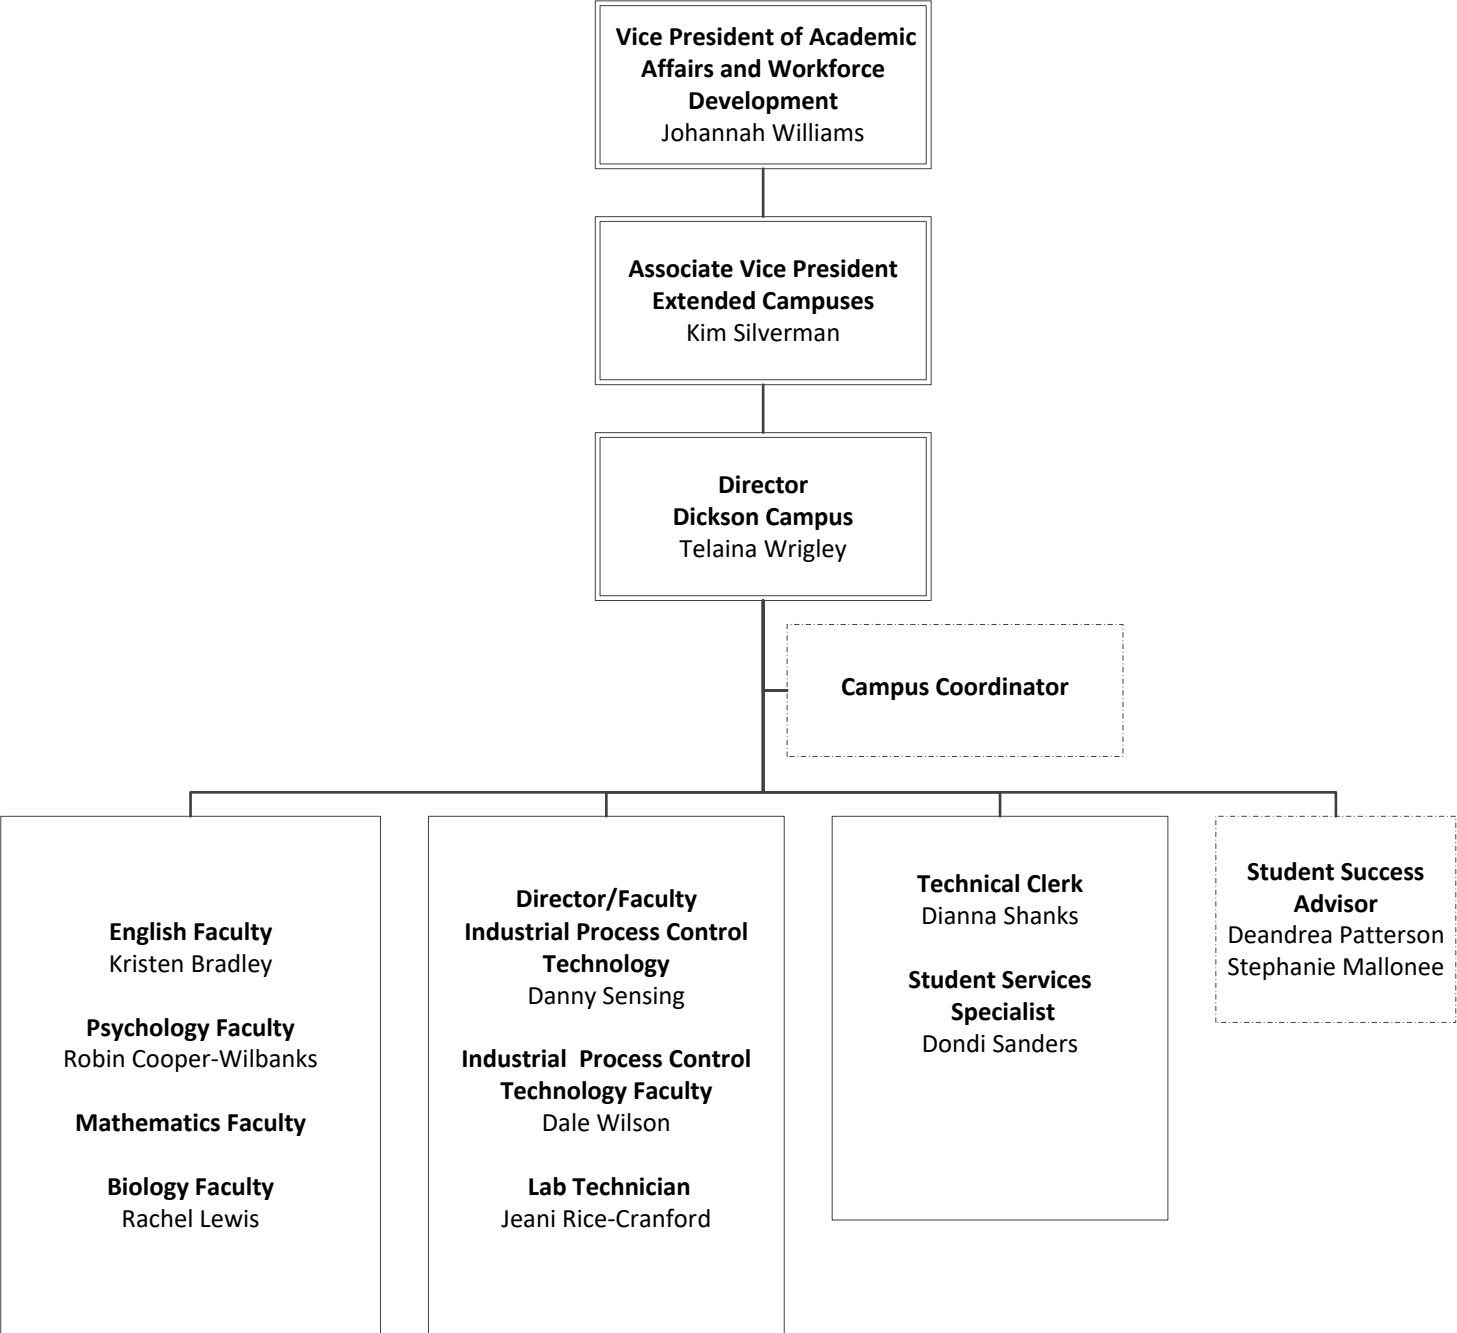 Vice President of Academic
Affairs and Workforce
Development
Johannah Williams
Associate Vice President
Extended Campuses
Kim Silverman
Director
Dickson Campus
Telaina Wrigley
Campus Coordinator
English Faculty
Kristen Bradley
Psychology Faculty
Robin Cooper-Wilbanks
Mathematics Faculty
Biology Faculty
Rachel Lewis
Director/Faculty
Industrial Process Control
Technology
Danny Sensing
Industrial  Process Control
Technology Faculty
Dale Wilson
Lab Technician
Jeani Rice-Cranford
Technical Clerk
Dianna Shanks
Student Services
Specialist
Dondi Sanders
Student Success
Advisor
Deandrea Patterson
Stephanie Mallonee